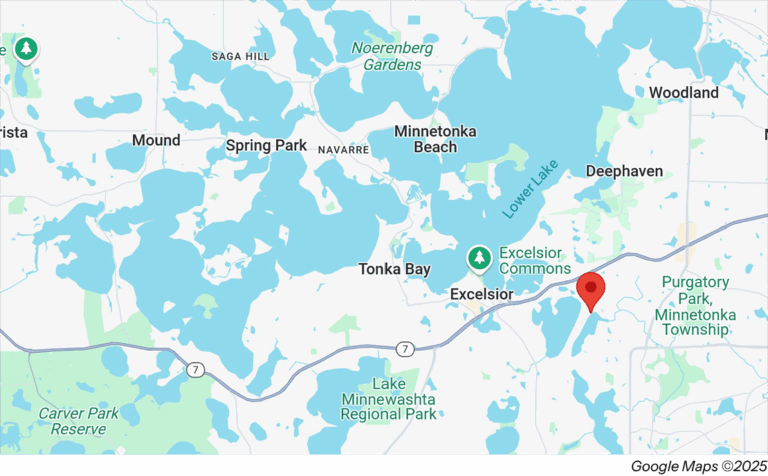 Noerenberg
Gardens
SAGA HILL
Woodland
rista
Mound
Spring Park
NAVARRE
Minnetonka
Beach
Deephaven
Lower Lake
Excelsior
Commons
Tonka Bay
Excelsior
Purgatory
Park,
Minnetonka
Township
7
7
Lake
Minnewashta
Regional Park
Carver Park
Reserve
Google Maps ©2025